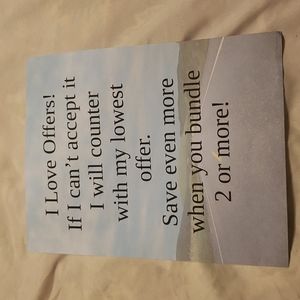 I Love Offers!
If I can't accept it
I will counter
with my lowest
offer.
Save even more
when you bundle
2 or more!